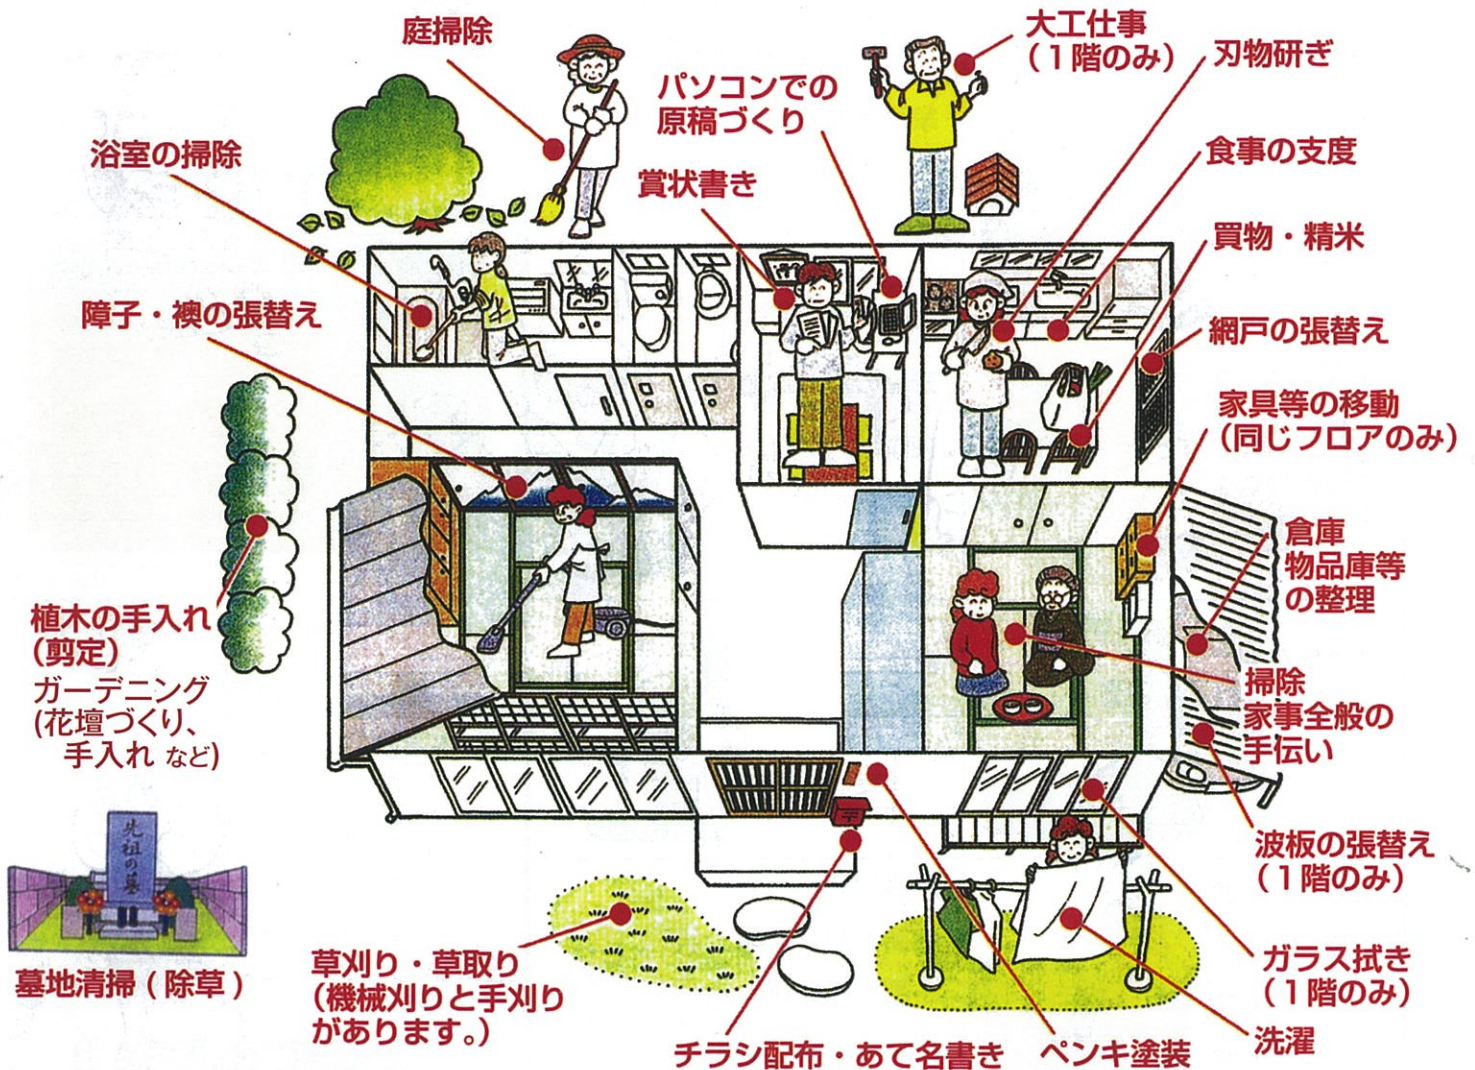 庭掃除
大工仕事
(1階のみ)
刃物研ぎ
パソコンでの
原稿づくり
浴室の掃除
食事の支度
賞状書き
買物・精米
障子・襖の張替え
網戸の張替え
家具等の移動
(同じフロアのみ)
倉庫
物品庫等
の整理
植木の手入れ
(剪定)
ガーデニング
(花壇づくり、
手入れ など)
掃除
家事全般の
手伝い
先祖の墓
波板の張替え
(1階のみ)
墓地清掃(除草)
草刈り・草取り
(機械刈りと手刈り
があります。)
ガラス拭き
(1階のみ)
チラシ配布・あて名書き
ペンキ塗装
洗濯
〒